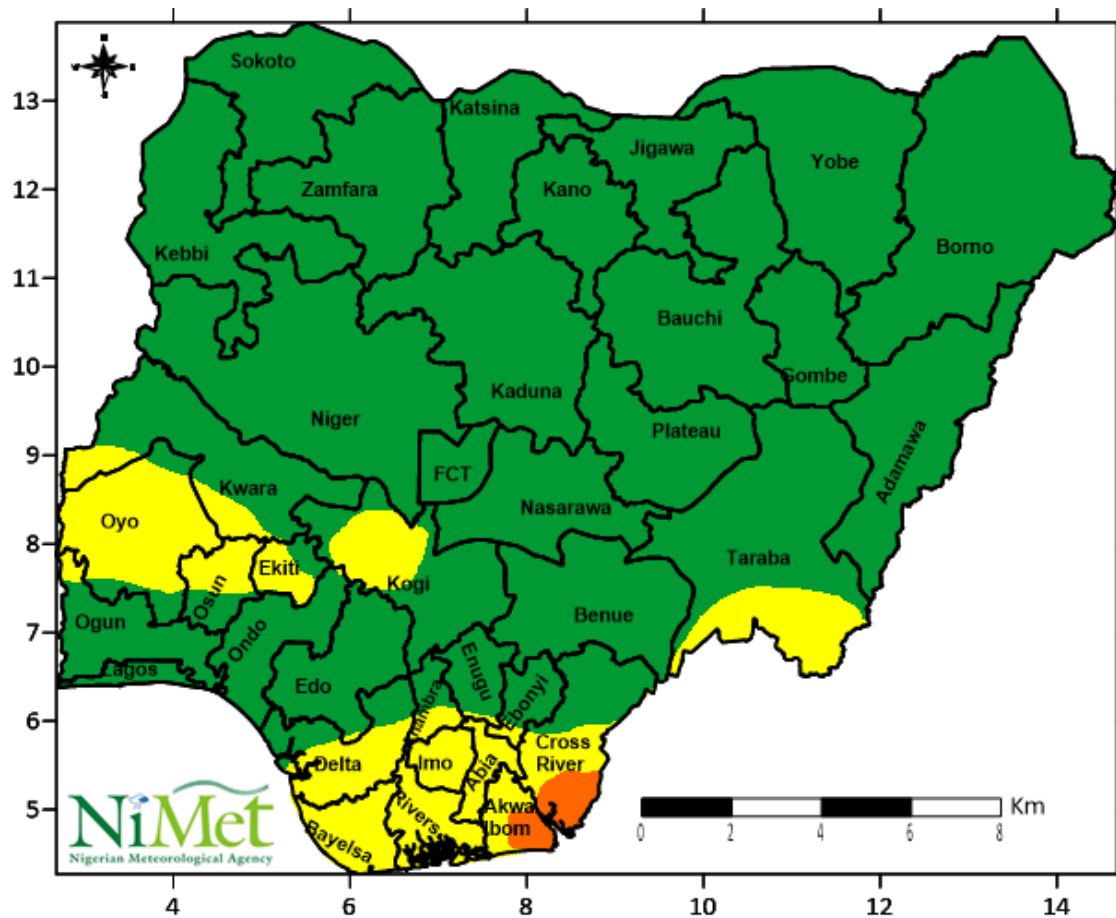 Sokoto
13
Katsina
Jigawa
Yobe
12
Zamfara
Kano
Kebbi
Borno
11
Bauchi
10
Kaduna
Gombe
Niger
Plateau
9
FCT
Adamawa
Kwara
Nasarawa
Oyo
8
Ekiti
Taraba
Kogi
Osun
Ogun
Benue
7
Ondo
Lagos
Enugu
Edo
Ebonyi
6
Delta
Imo
Abia
Cross
River
5
Rivers
Akwa
Ibom
Bayelsa
Km
0 2 4 6 8
NiMet
Nigerian Meteorological Agency
4 6 8 10 12 14